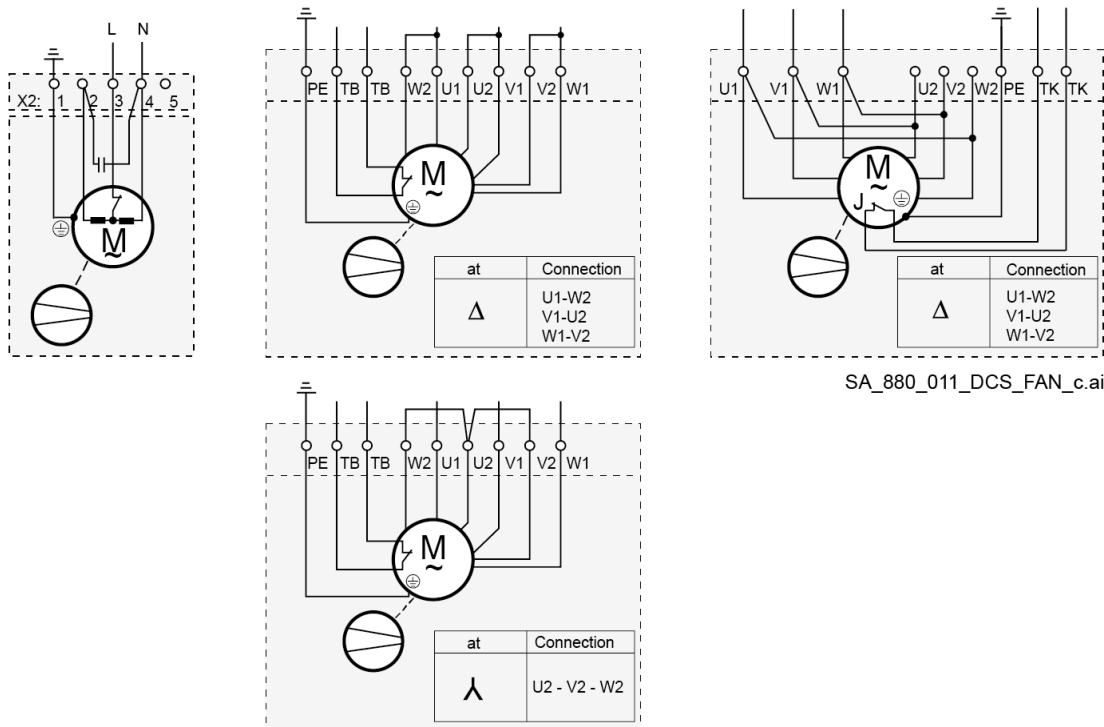 L N
X2: 1 2 3 4 5
M
~
PE TB TB W2 U1 U2 V1 V2 W1
M
~
at Connection
Δ U1-W2
V1-U2
W1-V2
U1 V1 W1 U2 V2 W2 PE TK TK
M
~
J
at Connection
Δ U1-W2
V1-U2
W1-V2
SA_880_011_DCS_FAN_c.ai
PE TB TB W2 U1 U2 V1 V2 W1
M
~
at Connection
U2 - V2 - W2